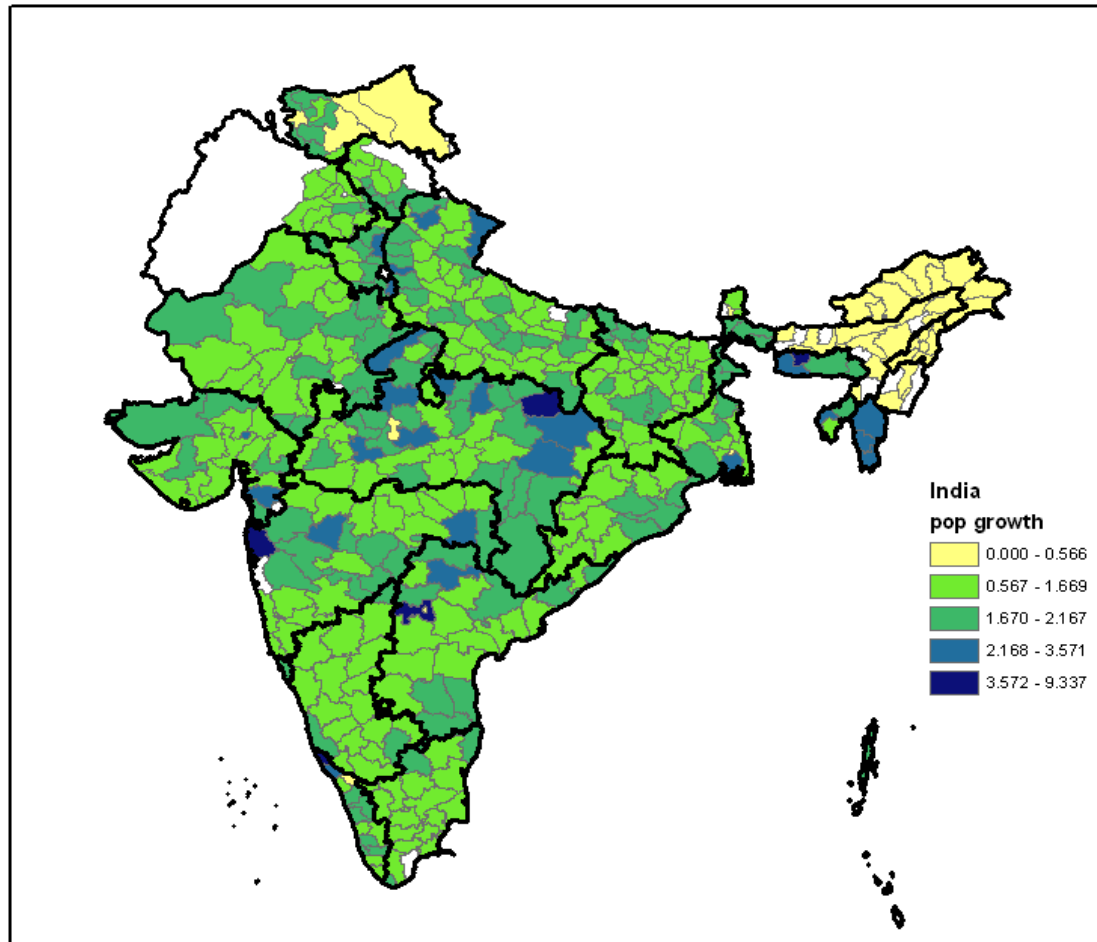 India
pop growth
0.000 - 0.566
0.567 - 1.669
1.670 - 2.167
2.168 - 3.571
3.572 - 9.337